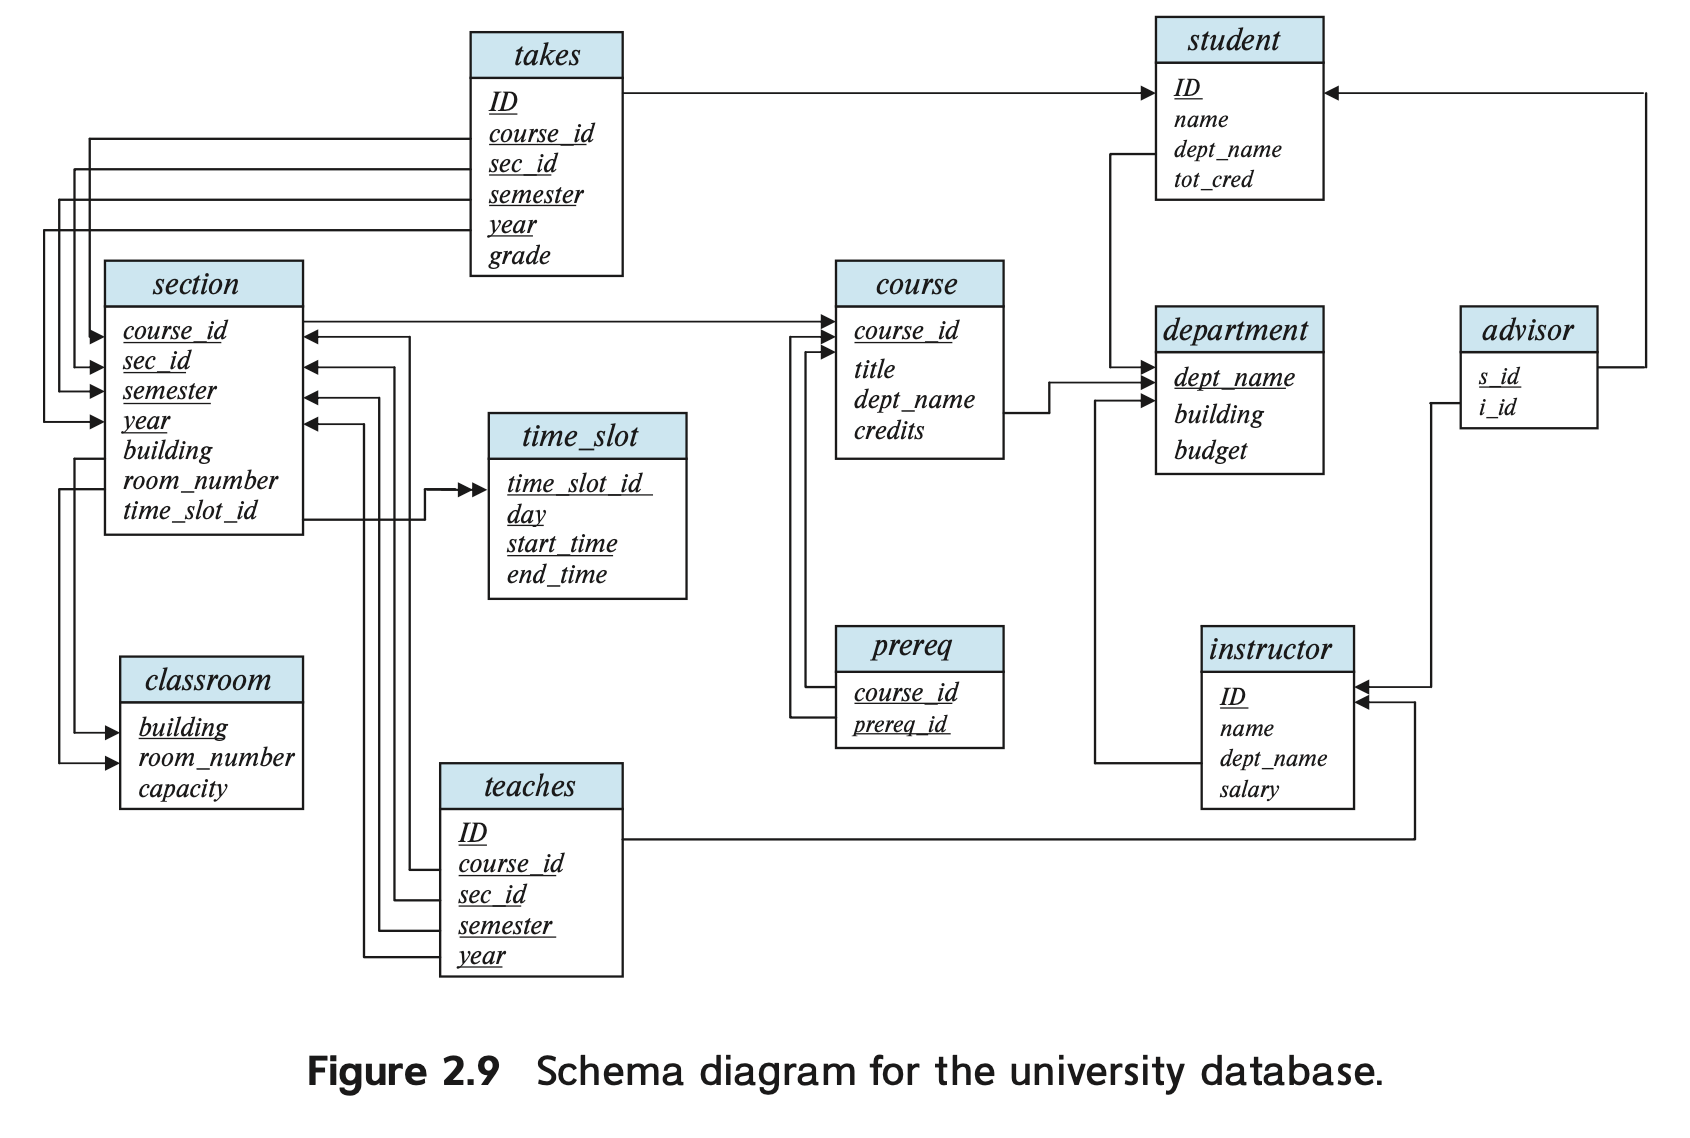 takes
ID
course_id
sec_id
semester
year
grade
student
ID
name
dept_name
tot_cred
section
course_id
sec_id
semester
year
building
room_number
time_slot_id
course
course_id
title
dept_name
credits
department
dept_name
building
budget
advisor
s_id
i_id
time_slot
time_slot_id
day
start_time
end_time
prereq
course_id
prereq_id
instructor
ID
name
dept_name
salary
classroom
building
room_number
capacity
teaches
ID
course_id
sec_id
semester
year
Figure 2.9 Schema diagram for the university database.